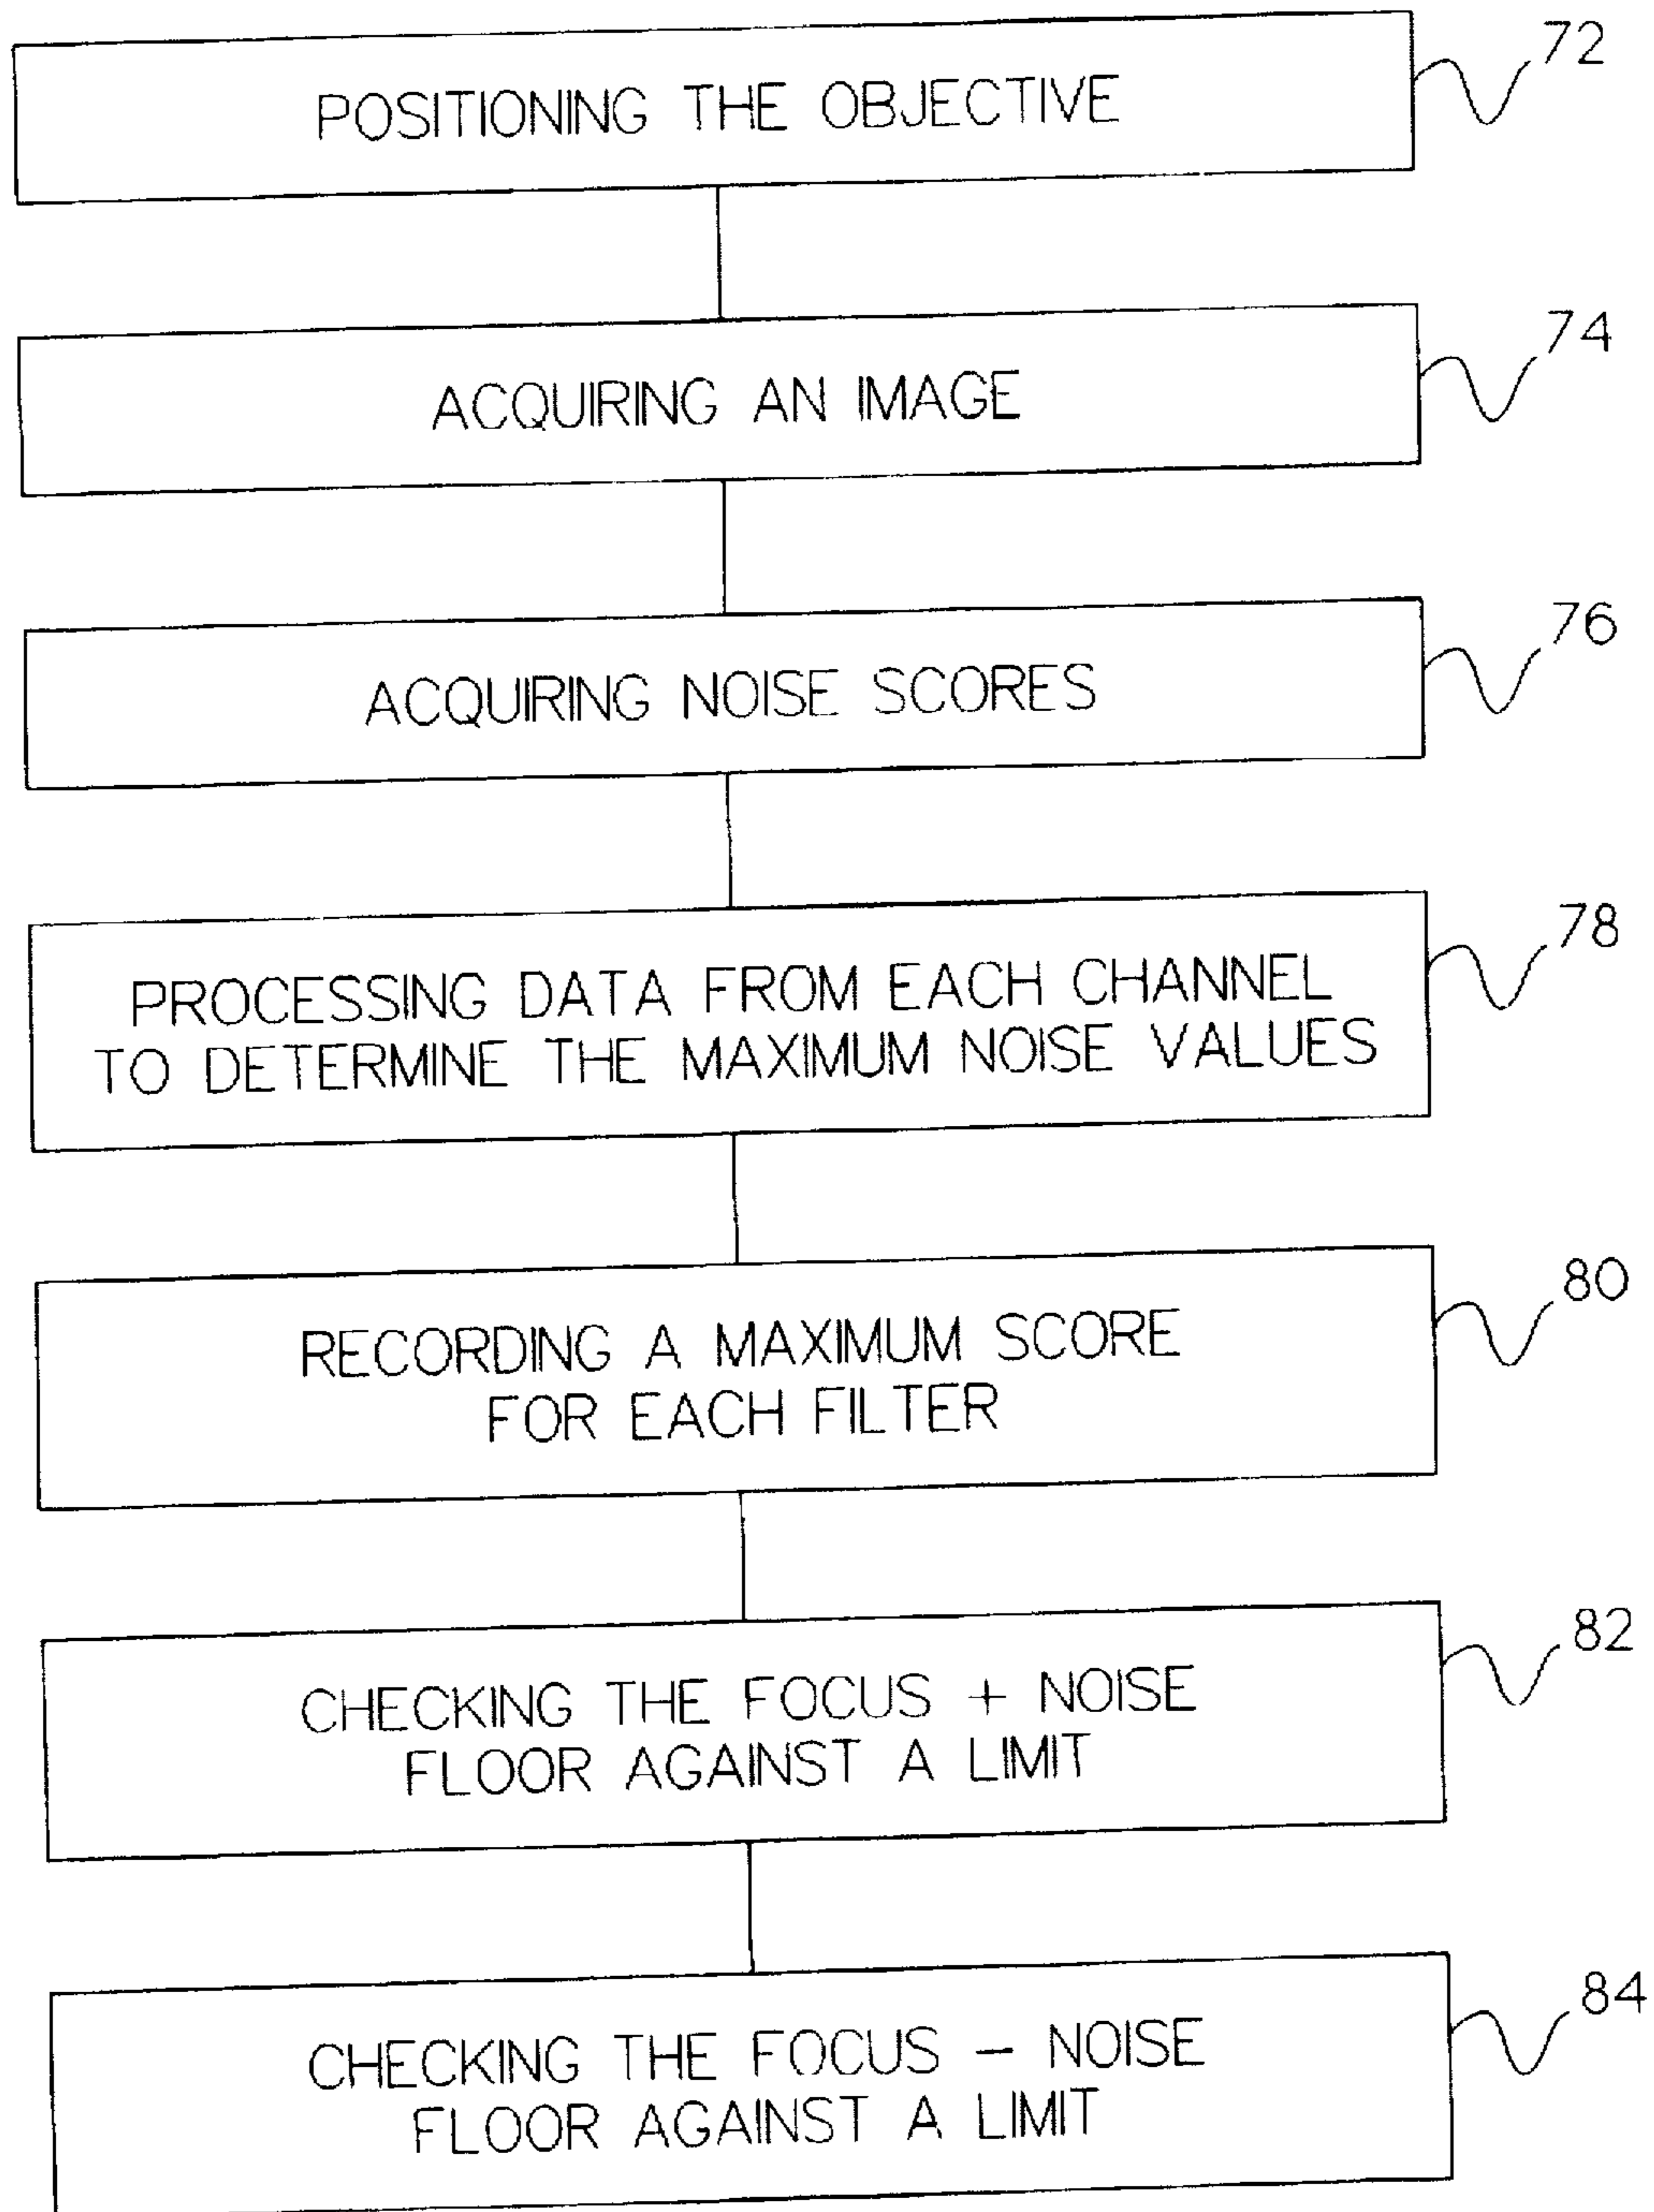 72
POSITIONING THE OBJECTIVE
74
ACQUIRING AN IMAGE
76
ACQUIRING NOISE SCORES
78
PROCESSING DATA FROM EACH CHANNEL
TO DETERMINE THE MAXIMUM NOISE VALUES
80
RECORDING A MAXIMUM SCORE
FOR EACH FILTER
82
CHECKING THE FOCUS + NOISE
FLOOR AGAINST A LIMIT
84
CHECKING THE FOCUS − NOISE
FLOOR AGAINST A LIMIT